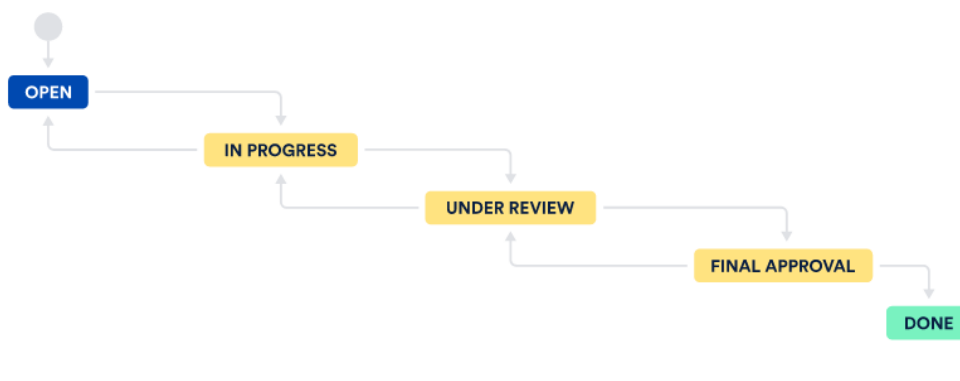 OPEN
IN PROGRESS
UNDER REVIEW
FINAL APPROVAL
DONE